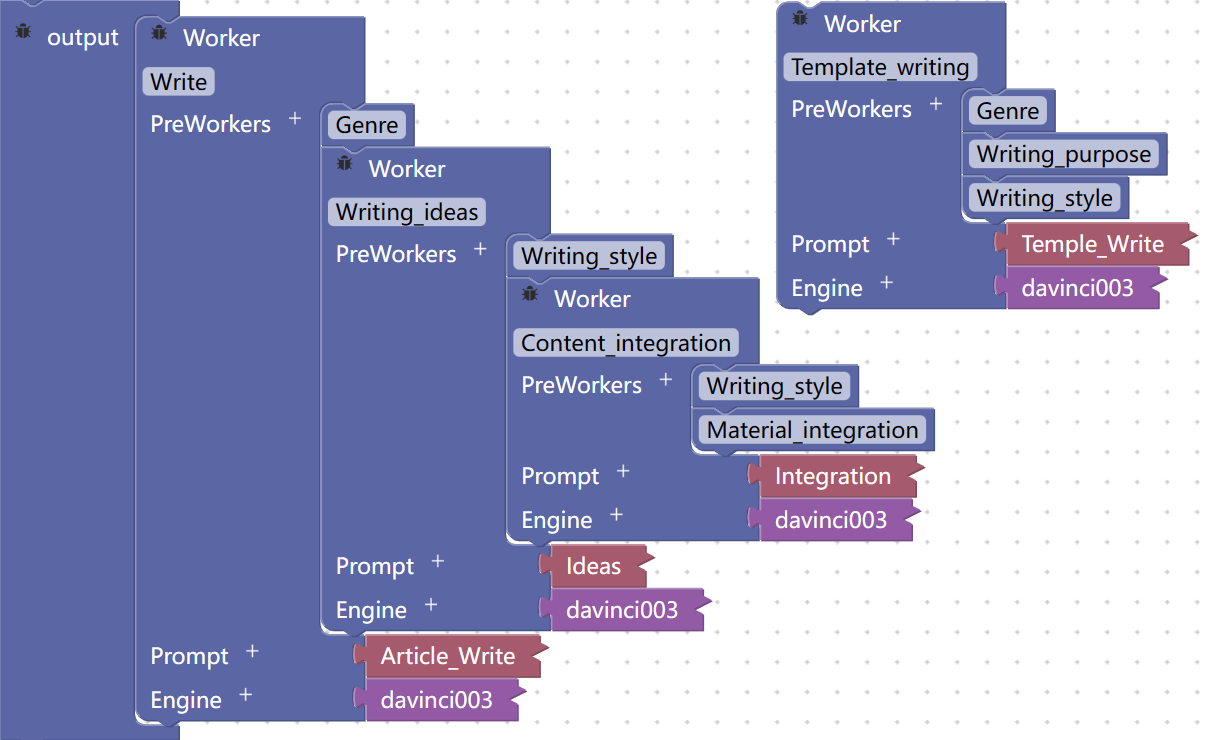 output
Worker
Write
PreWorkers +
Genre
Worker
Writing_ideas
PreWorkers +
Writing_style
Worker
Content_integration
PreWorkers +
Writing_style
Material_integration
Prompt +
Integration
Engine +
davinci003
Prompt +
Ideas
Engine +
davinci003
Prompt +
Article_Write
Engine +
davinci003
Worker
Template_writing
PreWorkers +
Genre
Writing_purpose
Writing_style
Prompt +
Temple_Write
Engine +
davinci003